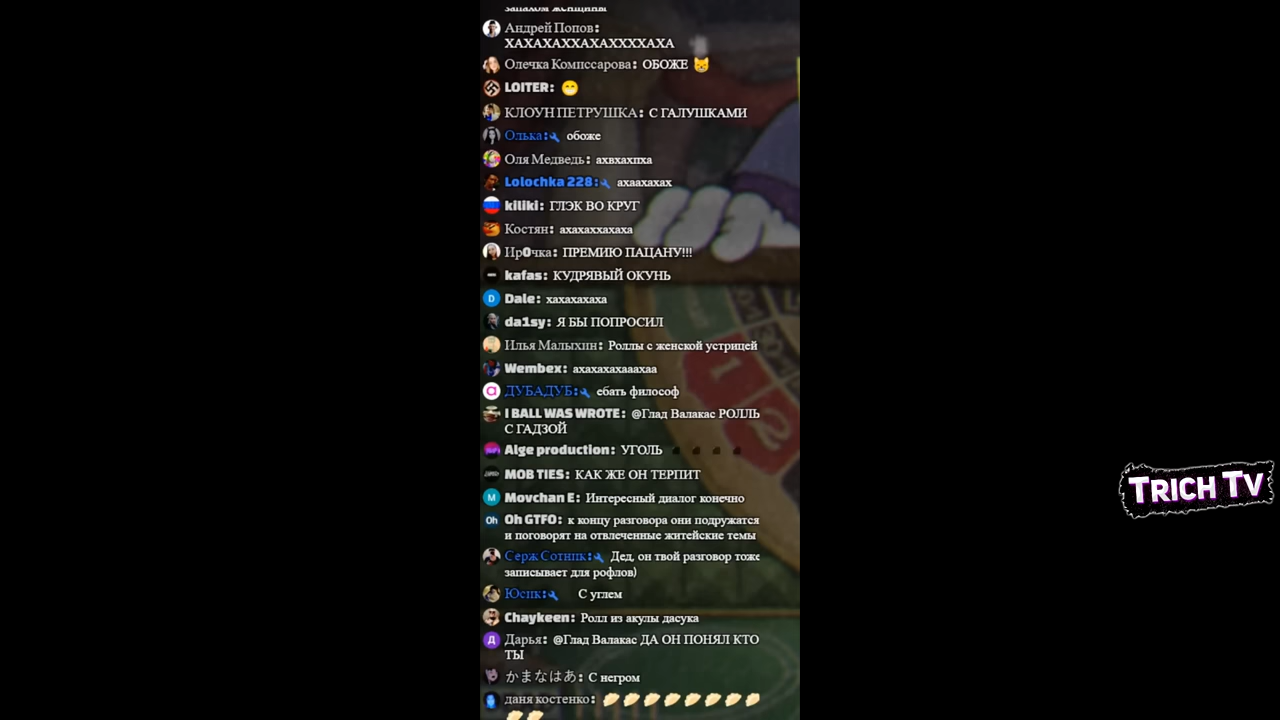 запахом женщины
Андрей Попов:
ХАХАХАХХАХАХХХХАХА
Олечка Комиссарова: ОБОЖЕ 😼
LOITER: 😁
КЛОУН ПЕТРУШКА: С ГАЛУШКАМИ
Олька: обоже
Оля Медведь: ахвхахпха
Lolochka 228: ахаахахах
kiliki: ГЛЭК ВО КРУГ
Костян: ахахаххахаха
Ир0чка: ПРЕМИЮ ПАЦАНУ!!!
kafas: КУДРЯВЫЙ ОКУНЬ
Dale: хахахахаха
da1sy: Я БЫ ПОПРОСИЛ
Илья Малыхин: Роллы с женской устрицей
Wembex: ахахахахааахаа
ДУБАДУБ: ебать философ
I BALL WAS WROTE: @Глад Валакас РОЛЛЬ
С ГАДЗОЙ
Alge production: УГОЛЬ
MOB TIES: КАК ЖЕ ОН ТЕРПИТ
Movchan E: Интересный диалог конечно
Oh GTFO: к концу разговора они подружатся
и поговорят на отвлеченные житейские темы
Серж Сотник: Дед, он твой разговор тоже
записывает для рофлов)
Юсик: С углем
Chaykeen: Ролл из акулы дасука
Дарья: @Глад Валакас ДА ОН ПОНЯЛ КТО
ТЫ
かまなはあ: С негром
даня костенко: 🥟🥟🥟🥟🥟🥟🥟🥟
🥟🥟
TRICH TV